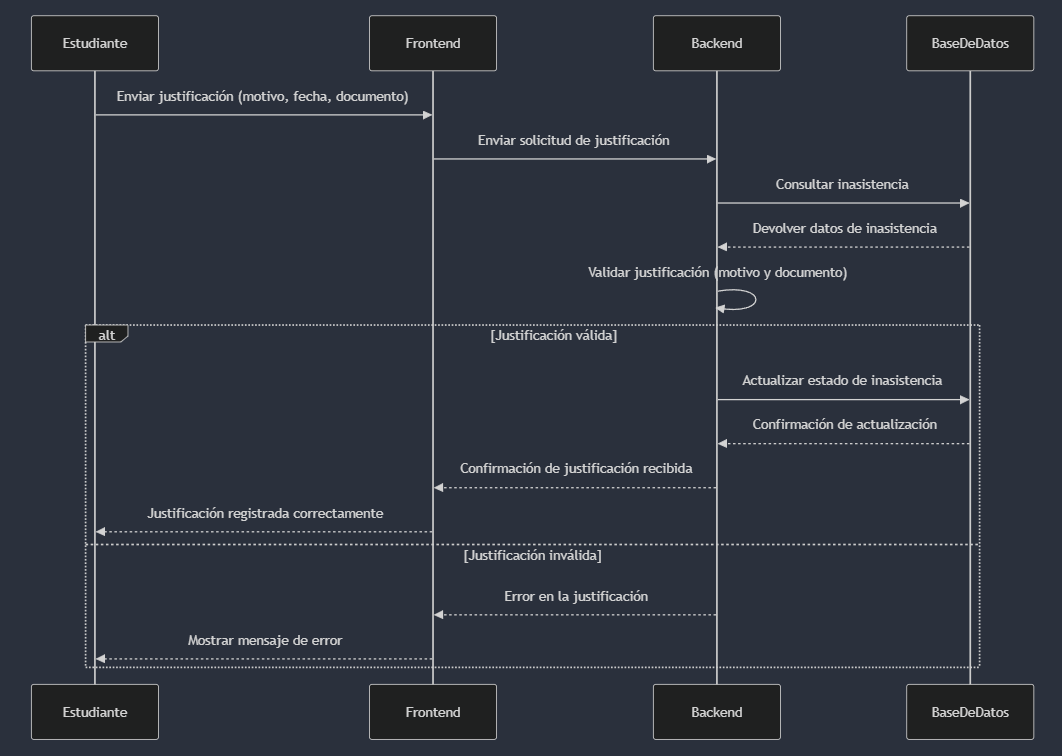 Estudiante
Frontend
Backend
BaseDeDatos
Enviar justificación (motivo, fecha, documento)
Enviar solicitud de justificación
Consultar inasistencia
Devolver datos de inasistencia
Validar justificación (motivo y documento)
alt
[Justificación válida]
Actualizar estado de inasistencia
Confirmación de actualización
Confirmación de justificación recibida
Justificación registrada correctamente
[Justificación inválida]
Error en la justificación
Mostrar mensaje de error
Estudiante
Frontend
Backend
BaseDeDatos